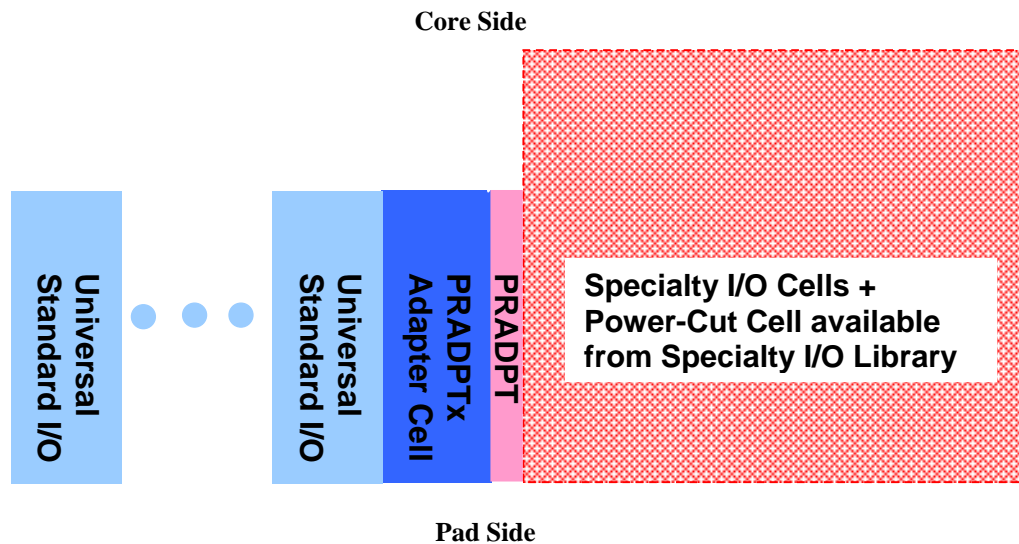 Core Side
Universal
Standard I/O
Universal
Standard I/O
PRADPTx
Adapter Cell
PRADPT
Specialty I/O Cells +
Power-Cut Cell available
from Specialty I/O Library
Pad Side